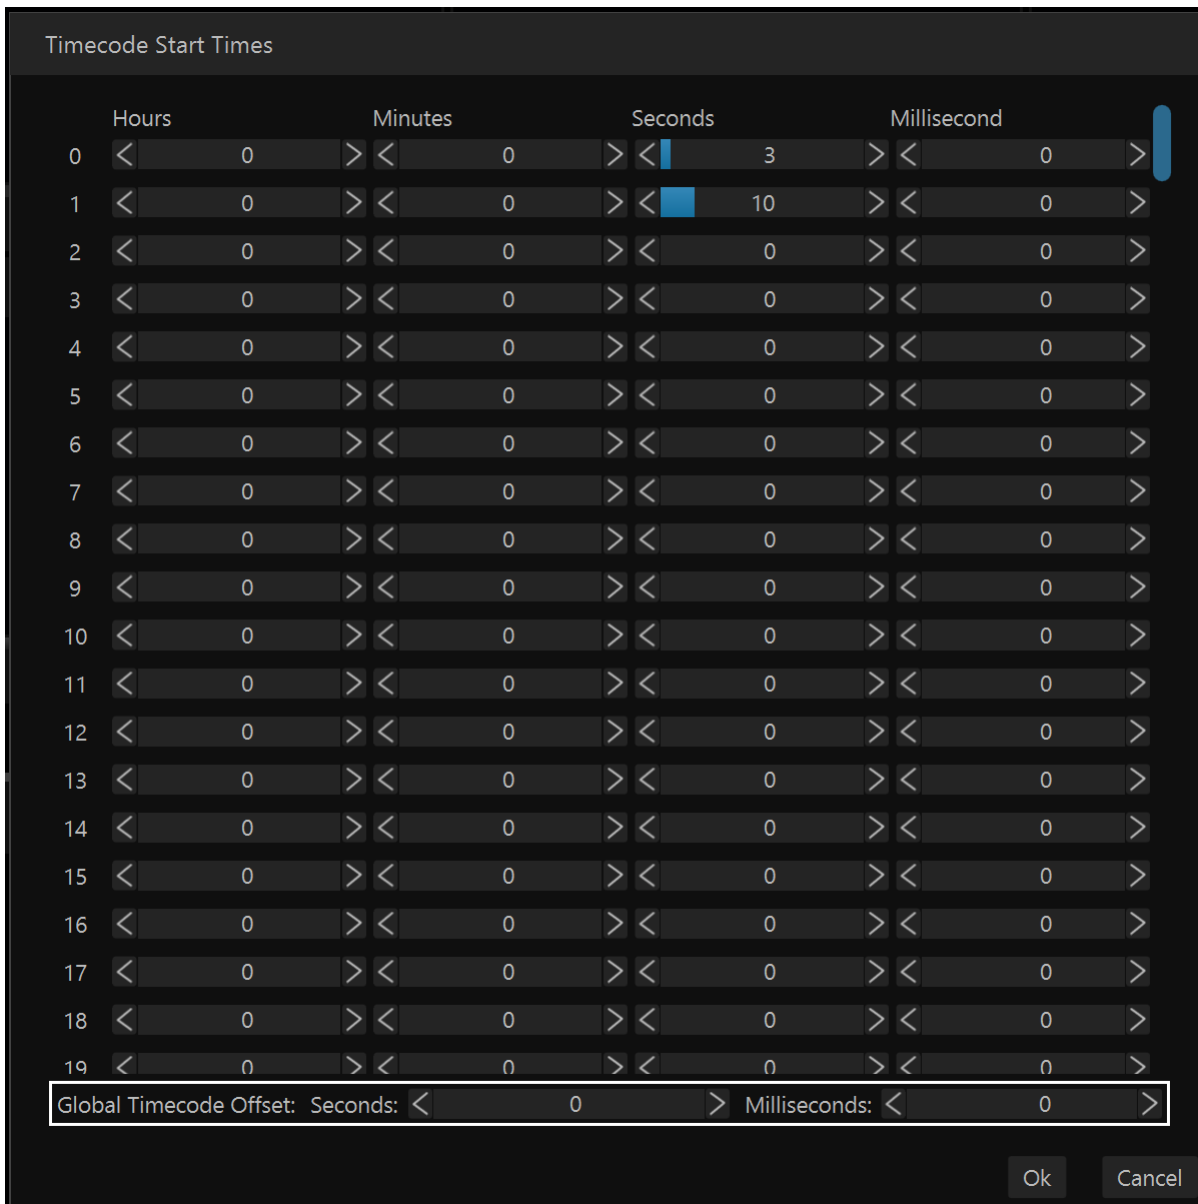 Timecode Start Times
Hours Minutes Seconds Millisecond
0 0 0 3 0
1 0 0 10 0
2 0 0 0 0
3 0 0 0 0
4 0 0 0 0
5 0 0 0 0
6 0 0 0 0
7 0 0 0 0
8 0 0 0 0
9 0 0 0 0
10 0 0 0 0
11 0 0 0 0
12 0 0 0 0
13 0 0 0 0
14 0 0 0 0
15 0 0 0 0
16 0 0 0 0
17 0 0 0 0
18 0 0 0 0
19 0 0 0 0
Global Timecode Offset: Seconds: 0 Milliseconds: 0
Ok Cancel